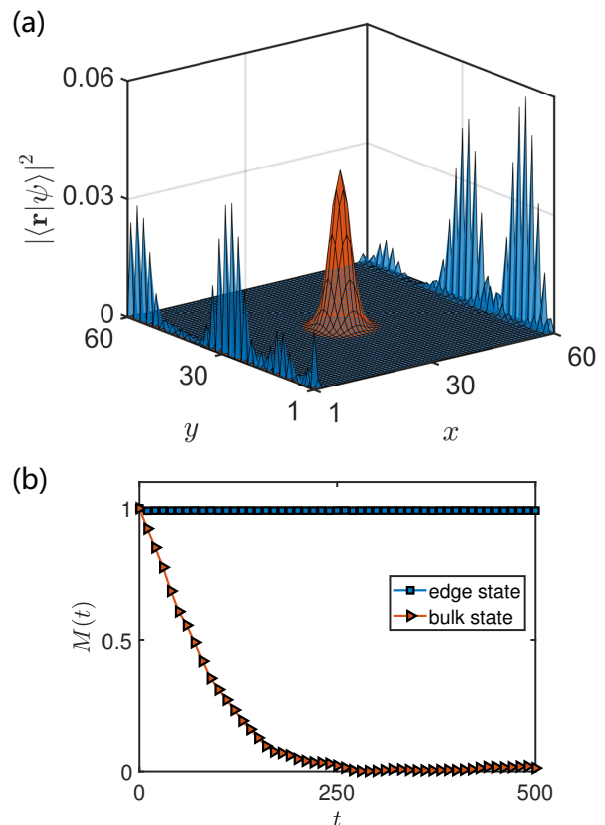 (a)
0.06
0.03
0
|⟨r|ψ⟩|²
60
30
1
y
1
30
60
x
(b)
1
0.5
0
M(t)
edge state
bulk state
0
250
500
t